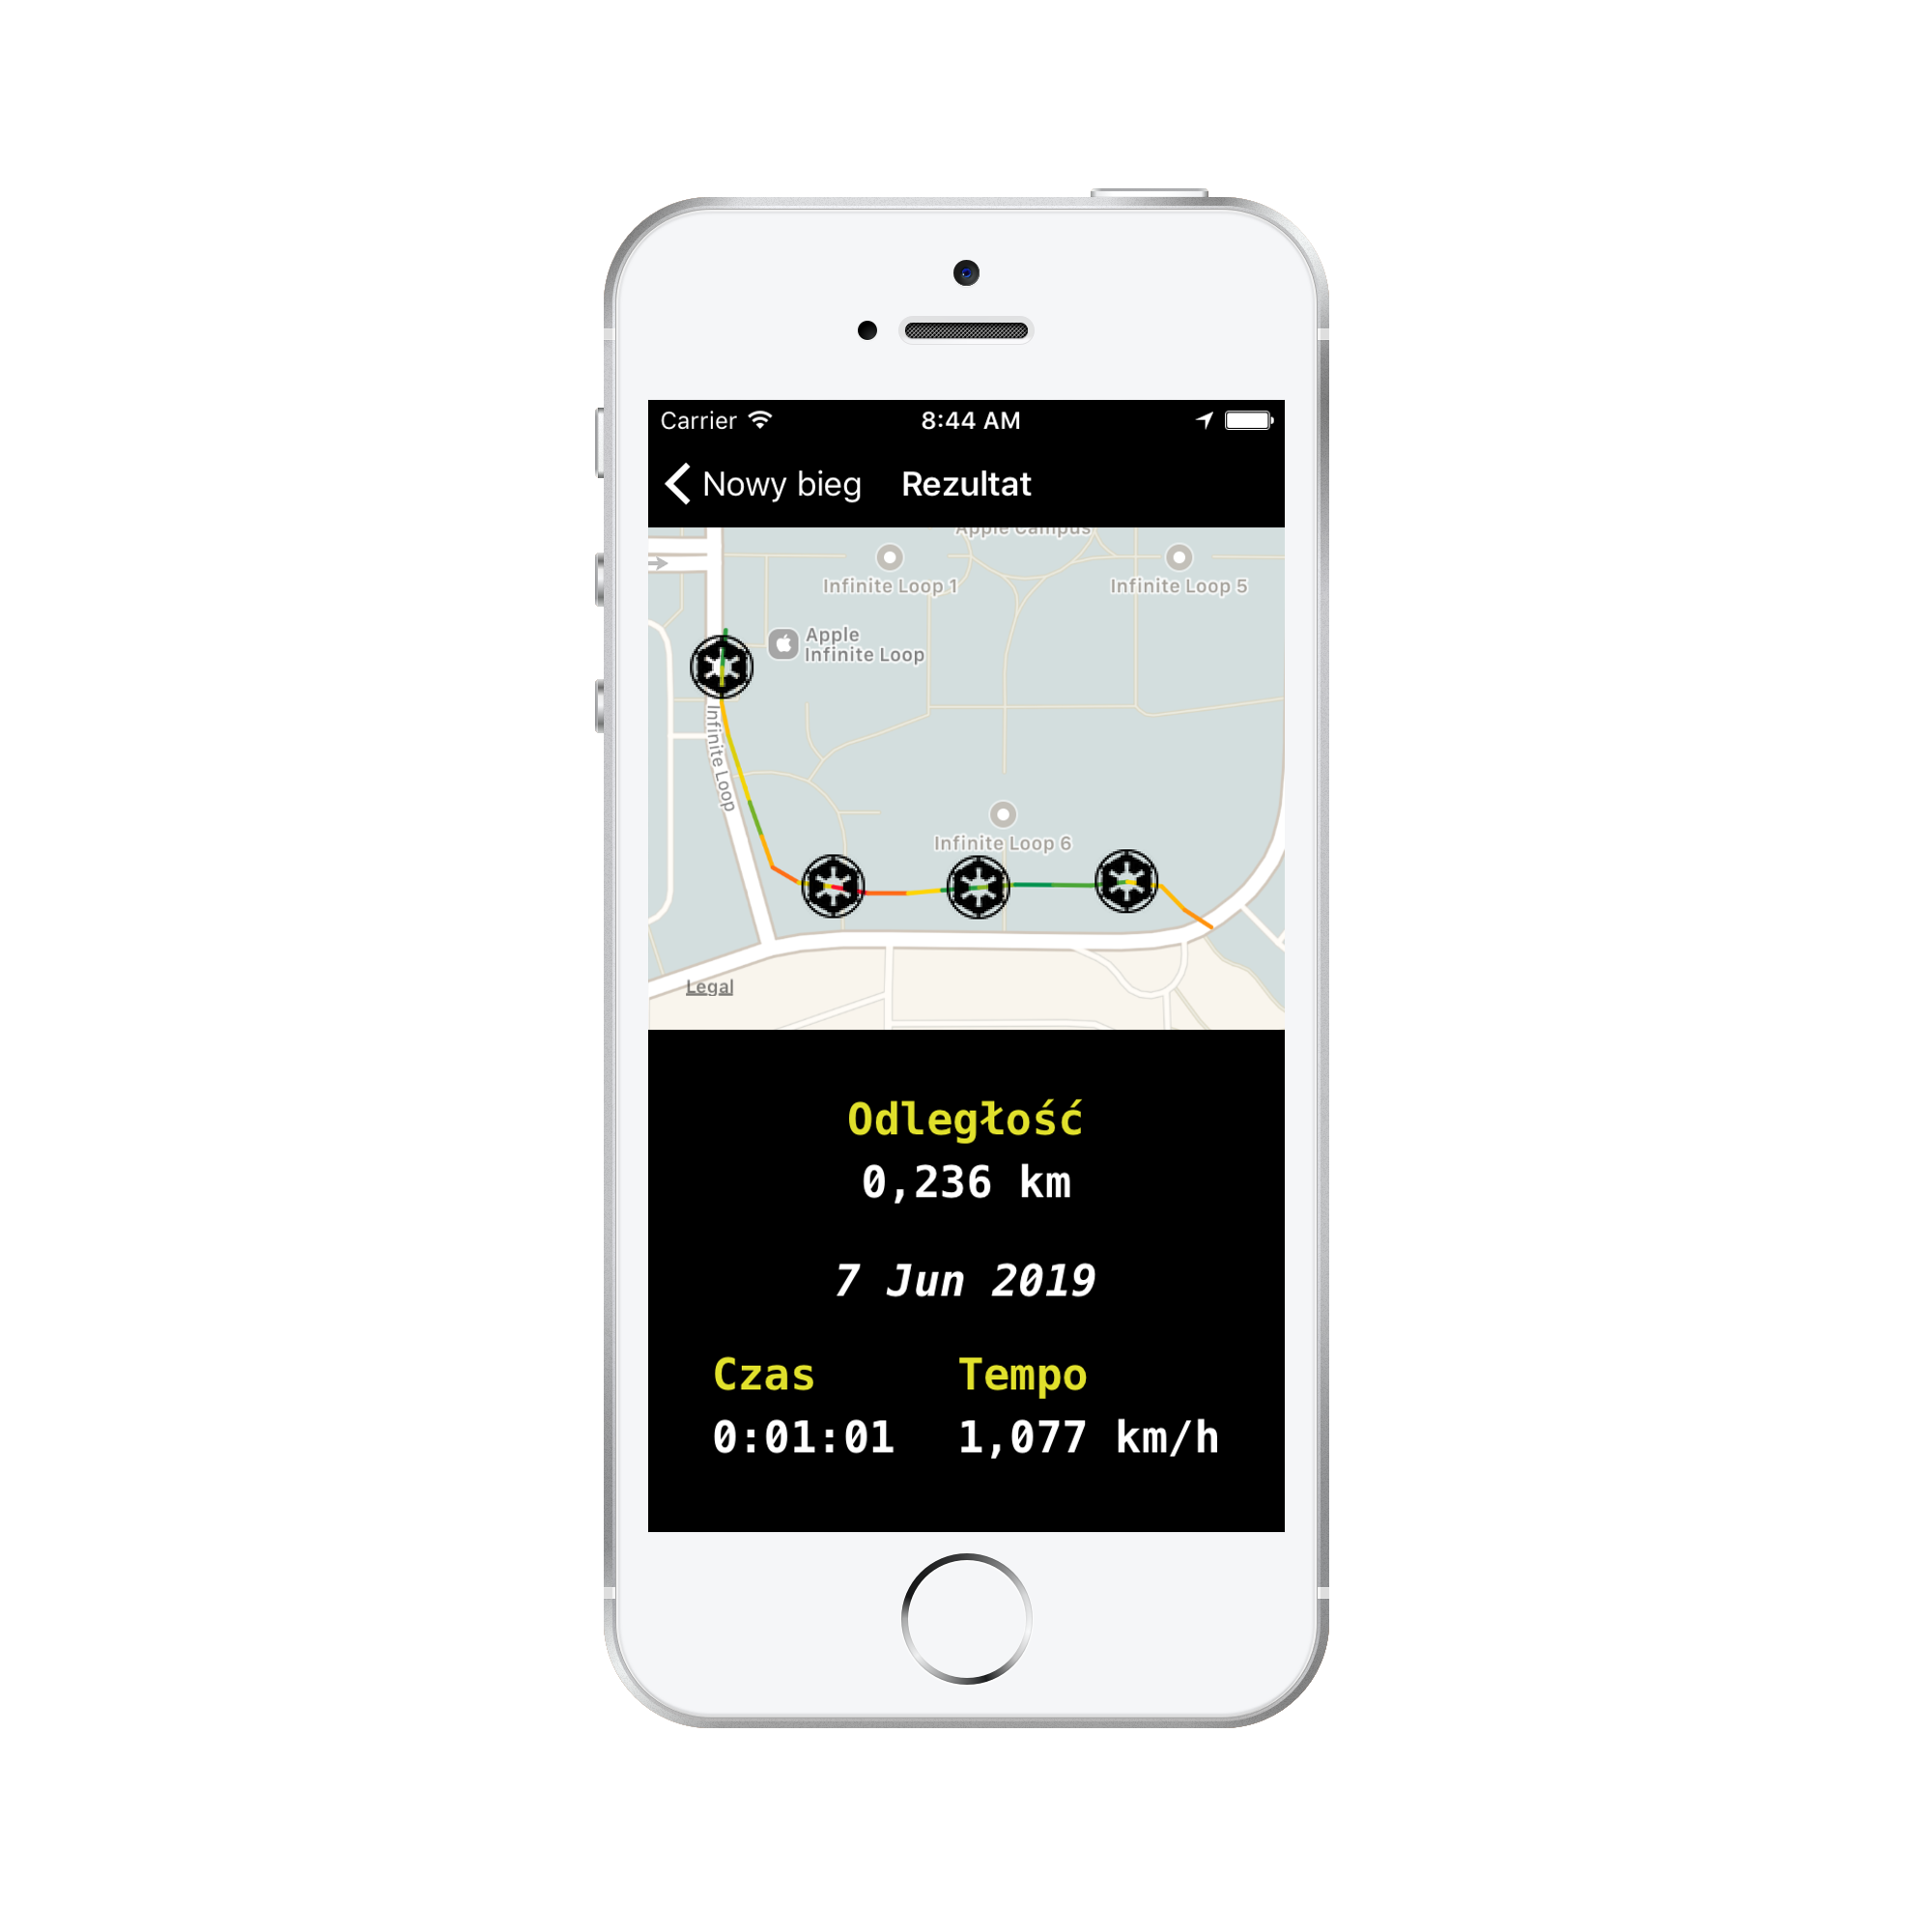 Carrier 8:44 AM
Nowy bieg Rezultat
Apple Campus
Infinite Loop 1
Infinite Loop 5
Apple
Infinite Loop
Infinite Loop
Infinite Loop 6
Legal
Odległość
0,236 km
7 Jun 2019
Czas Tempo
0:01:01 1,077 km/h